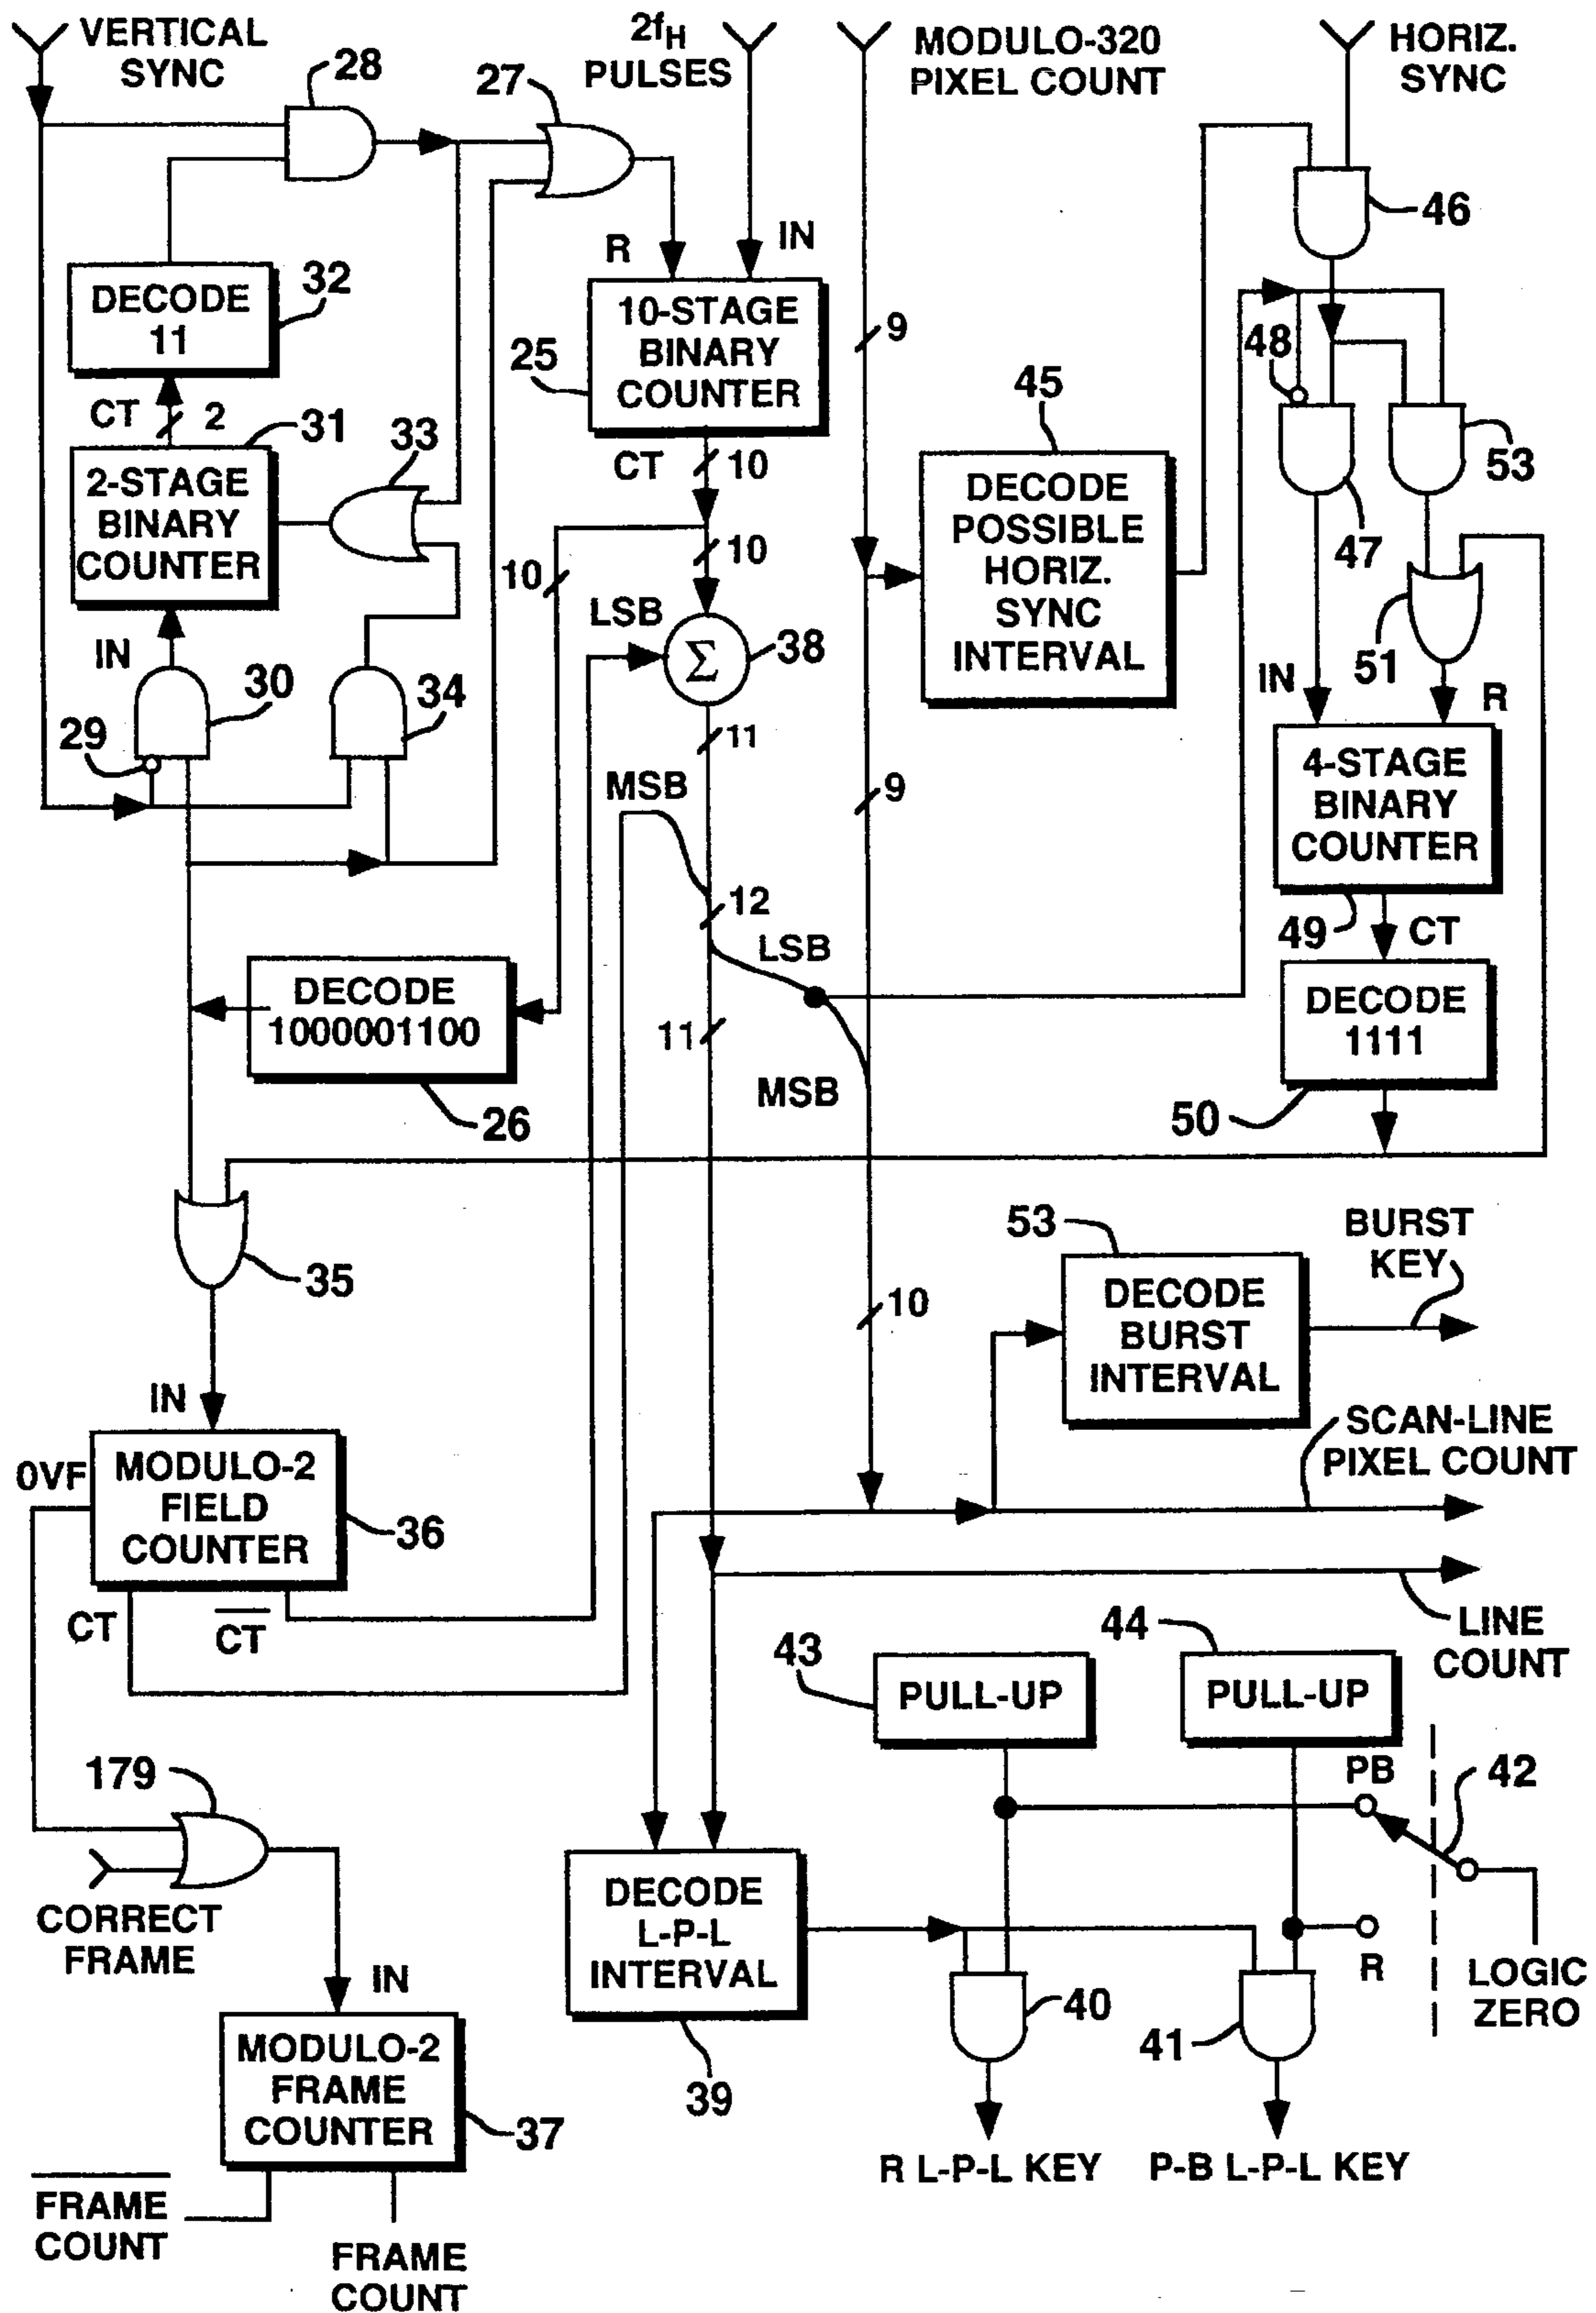 VERTICAL
SYNC
28
27
2fH
PULSES
MODULO-320
PIXEL COUNT
HORIZ.
SYNC
46
R
IN
DECODE
11
32
10-STAGE
BINARY
COUNTER
25
9
48
45
CT
2
31
33
CT
10
53
2-STAGE
BINARY
COUNTER
DECODE
POSSIBLE
HORIZ.
SYNC
INTERVAL
47
10
10
LSB
Σ
38
51
IN
30
34
29
IN
R
11
4-STAGE
BINARY
COUNTER
MSB
9
12
LSB
49
CT
DECODE
1000001100
26
11
MSB
DECODE
1111
50
35
53
BURST
KEY
DECODE
BURST
INTERVAL
10
IN
0VF
MODULO-2
FIELD
COUNTER
36
SCAN-LINE
PIXEL COUNT
CT
CT
LINE
COUNT
43
PULL-UP
44
PULL-UP
179
PB
42
CORRECT
FRAME
DECODE
L-P-L
INTERVAL
39
R
LOGIC
ZERO
40
41
IN
MODULO-2
FRAME
COUNTER
37
R L-P-L KEY
P-B L-P-L KEY
FRAME
COUNT
FRAME
COUNT